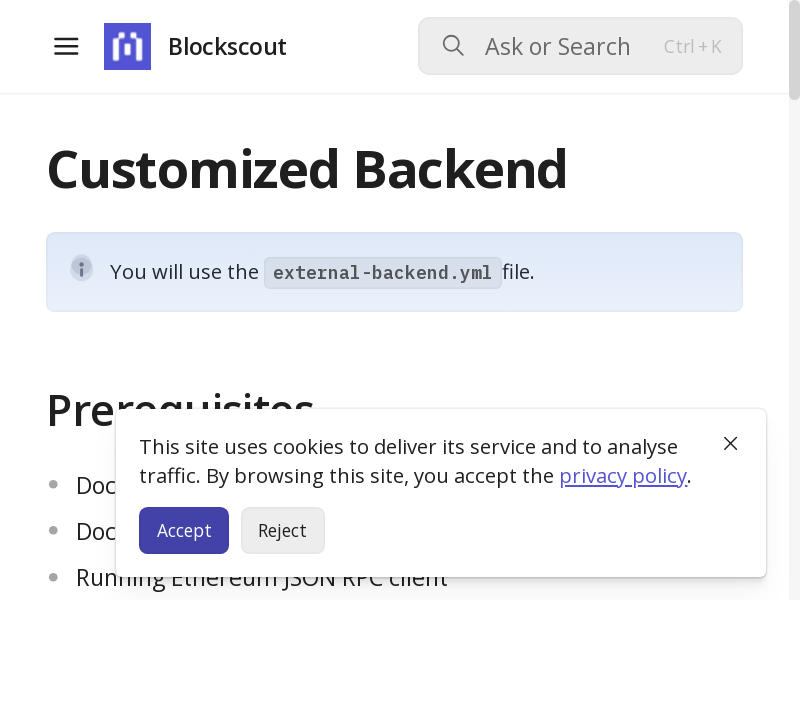 Blockscout
Ask or Search
Ctrl + K
Customized Backend
You will use the external-backend.yml file.
Prerequisites
Doc
Doc
Running Ethereum JSON RPC client
This site uses cookies to deliver its service and to analyse
traffic. By browsing this site, you accept the privacy policy.
Accept
Reject